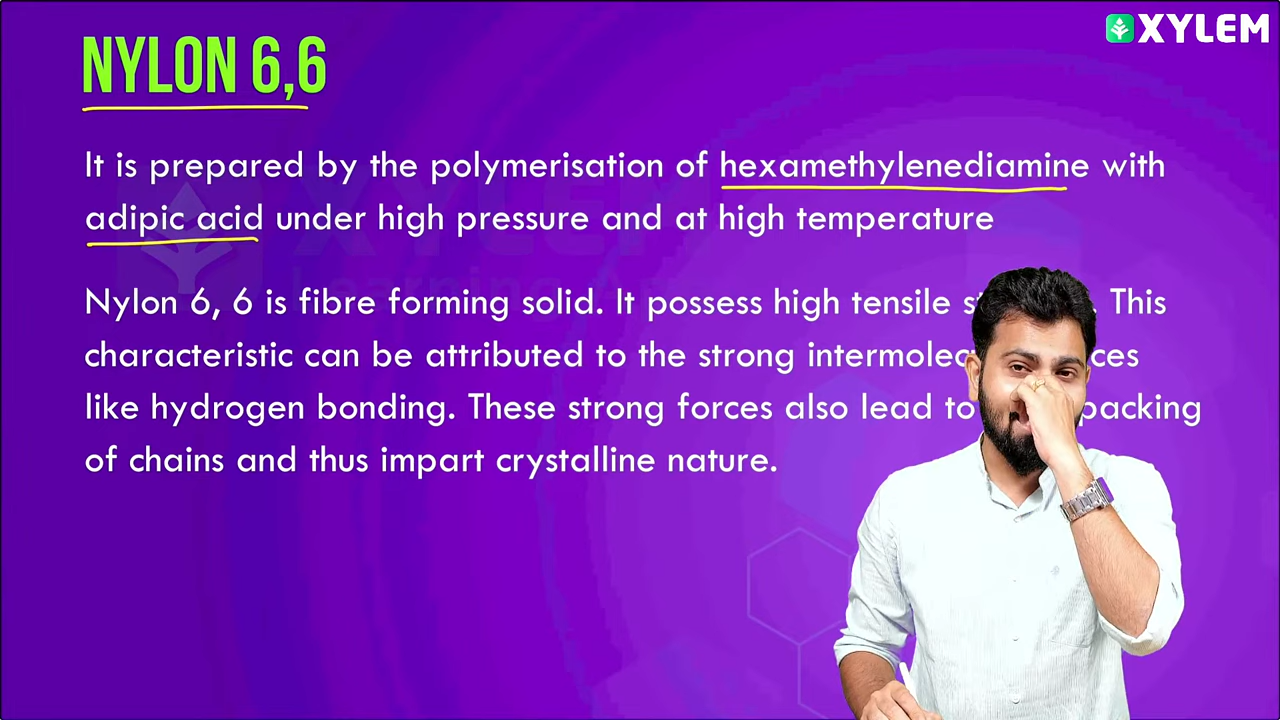 XYLEM
NYLON 6,6
It is prepared by the polymerisation of hexamethylenediamine with
adipic acid under high pressure and at high temperature
Nylon 6, 6 is fibre forming solid. It possess high tensile This
characteristic can be attributed to the strong
like hydrogen bonding. These strong forces also lead to packing
of chains and thus impart crystalline nature.